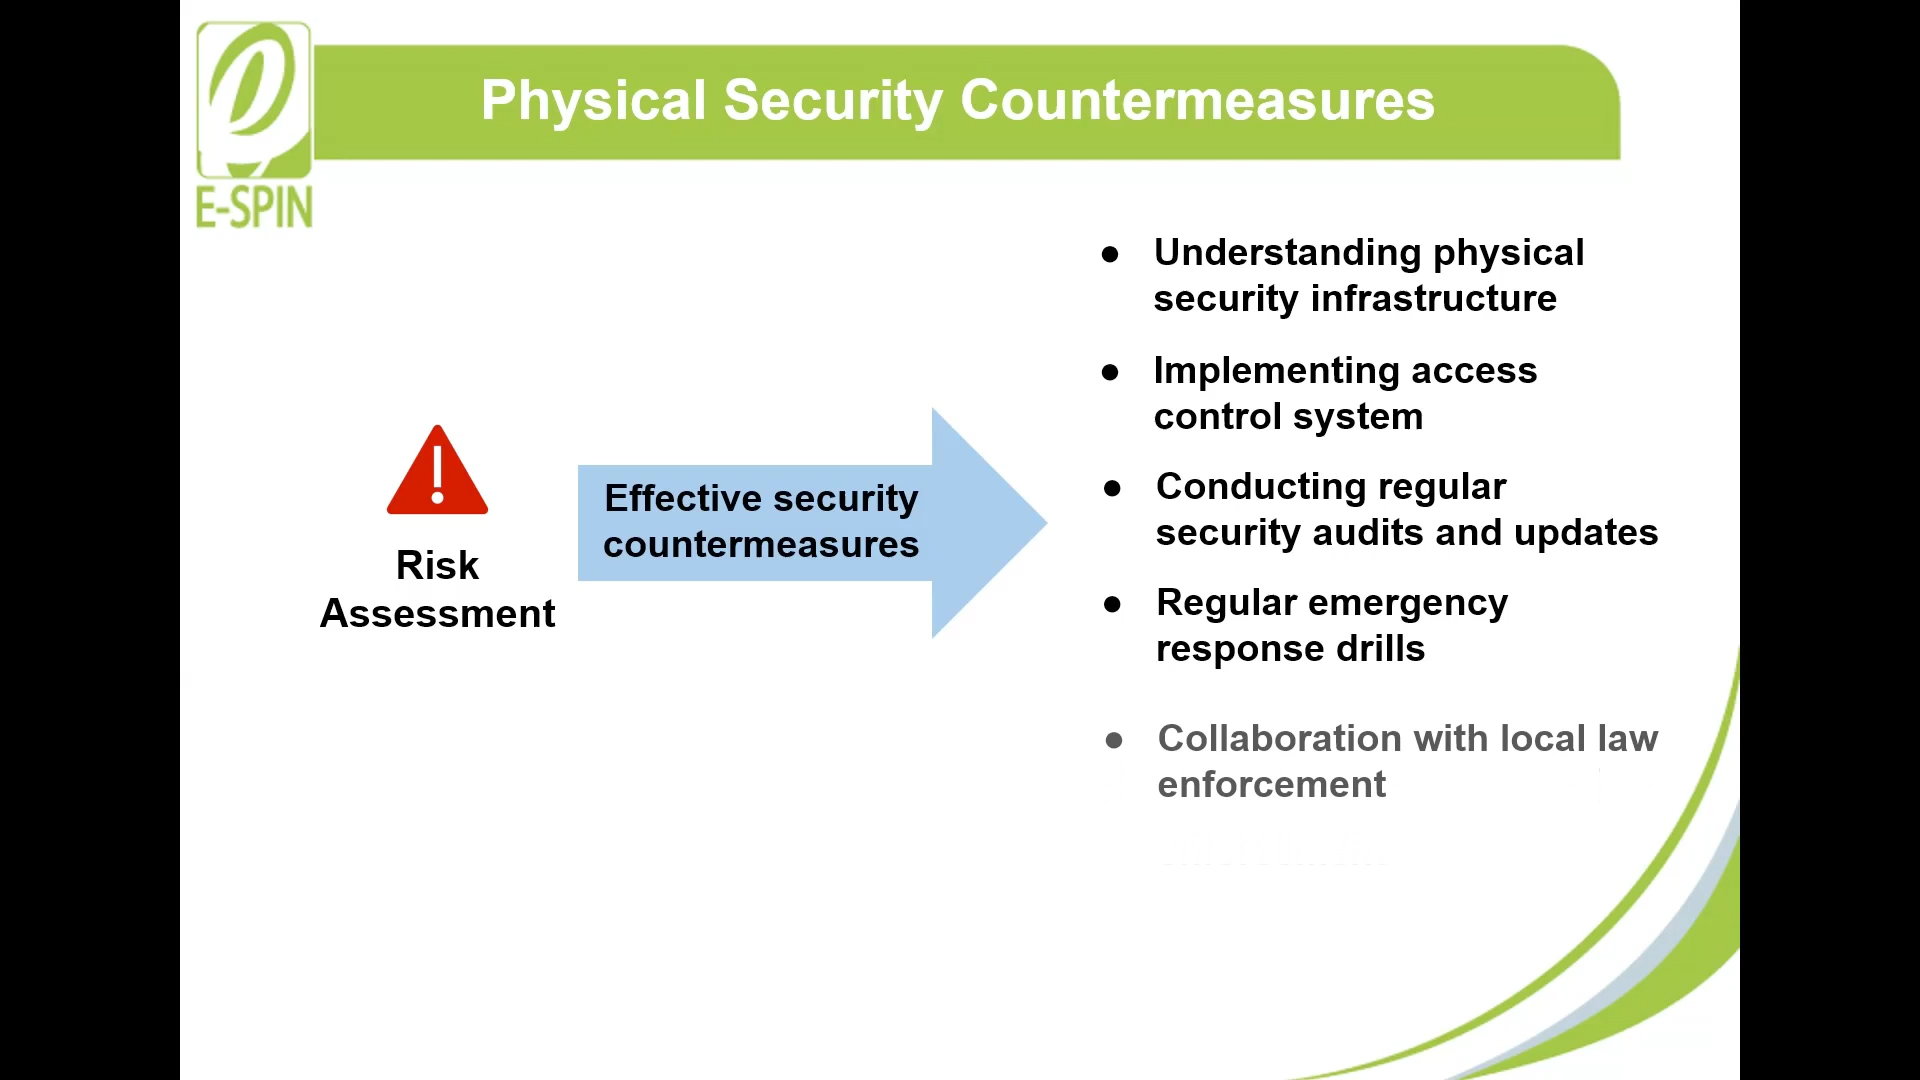 Physical Security Countermeasures
E-SPIN
Risk
Assessment
Effective security
countermeasures
● Understanding physical
security infrastructure
● Implementing access
control system
● Conducting regular
security audits and updates
● Regular emergency
response drills
● Collaboration with local law
enforcement